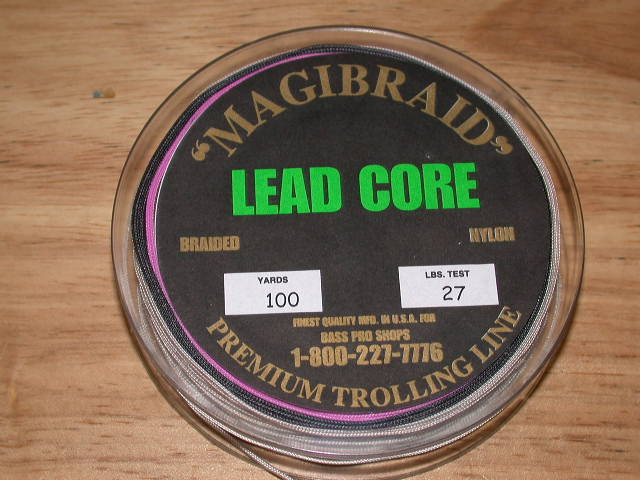 "MAGIBRAID"
LEAD CORE
BRAIDED NYLON
YARDS
100
LBS. TEST
27
FINEST QUALITY MFD. IN U.S.A. FOR
BASS PRO SHOPS
1-800-227-7776
PREMIUM TROLLING LINE